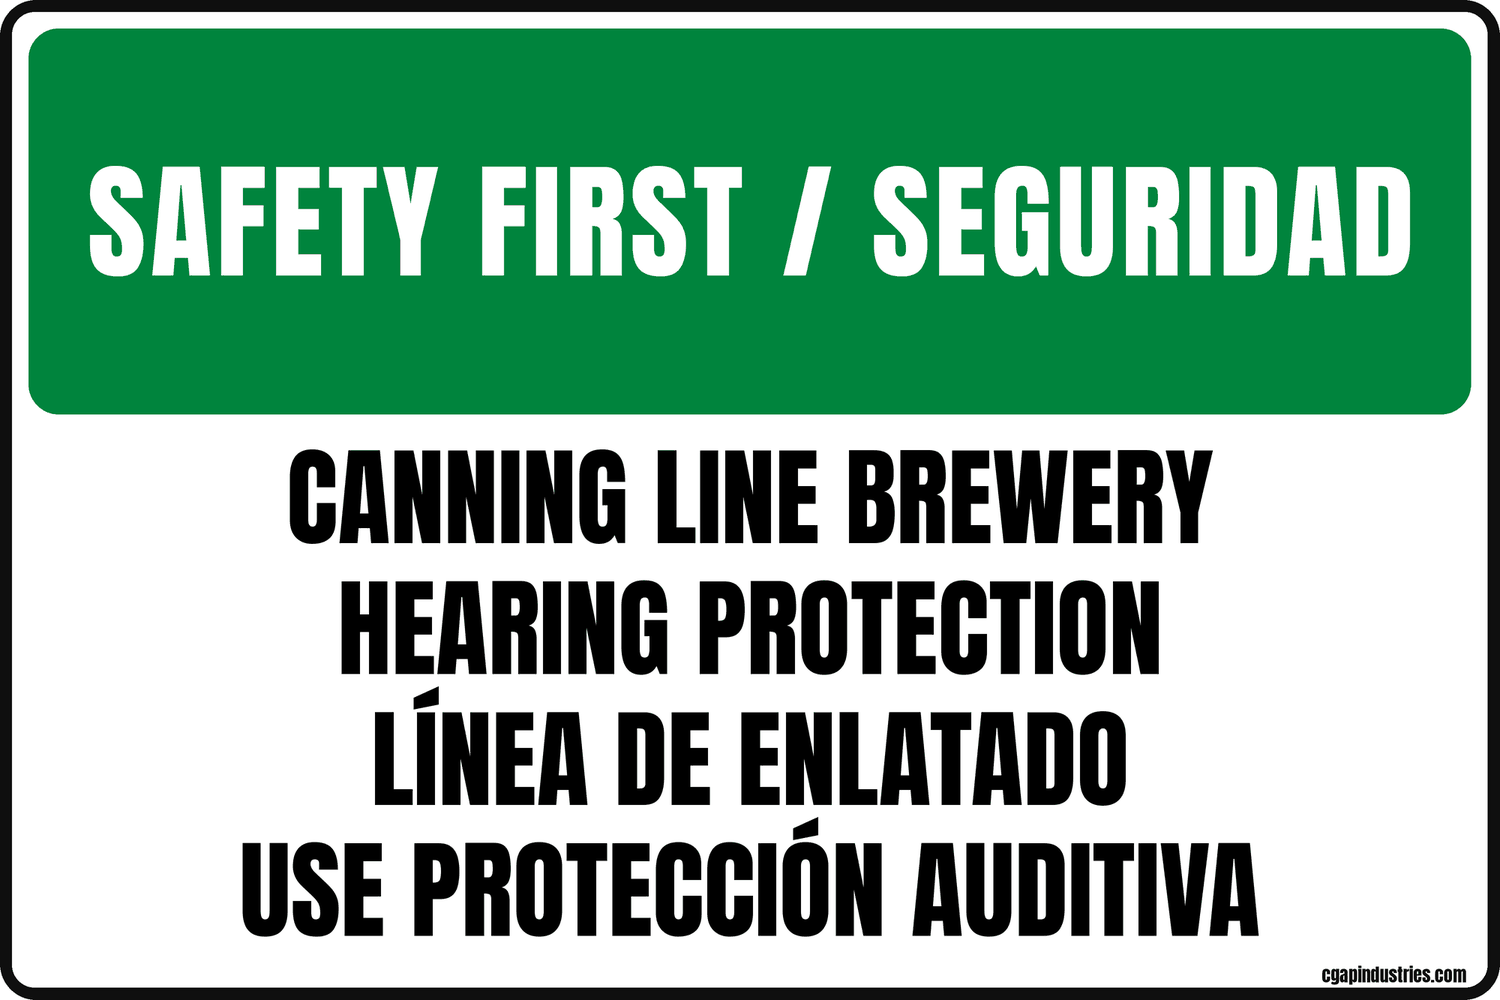 SAFETY FIRST / SEGURIDAD
CANNING LINE BREWERY
HEARING PROTECTION
LÍNEA DE ENLATADO
USE PROTECCIÓN AUDITIVA
cgapindustries.com